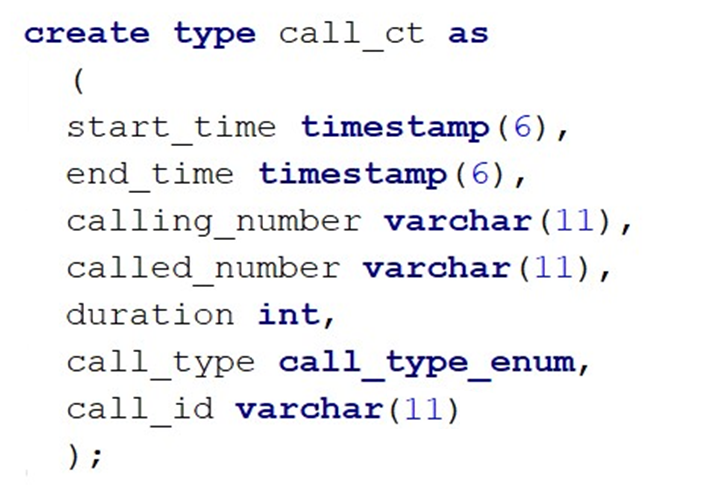 create type call_ct as
(
start_time timestamp(6),
end_time timestamp(6),
calling_number varchar(11),
called_number varchar(11),
duration int,
call_type call_type_enum,
call_id varchar(11)
);